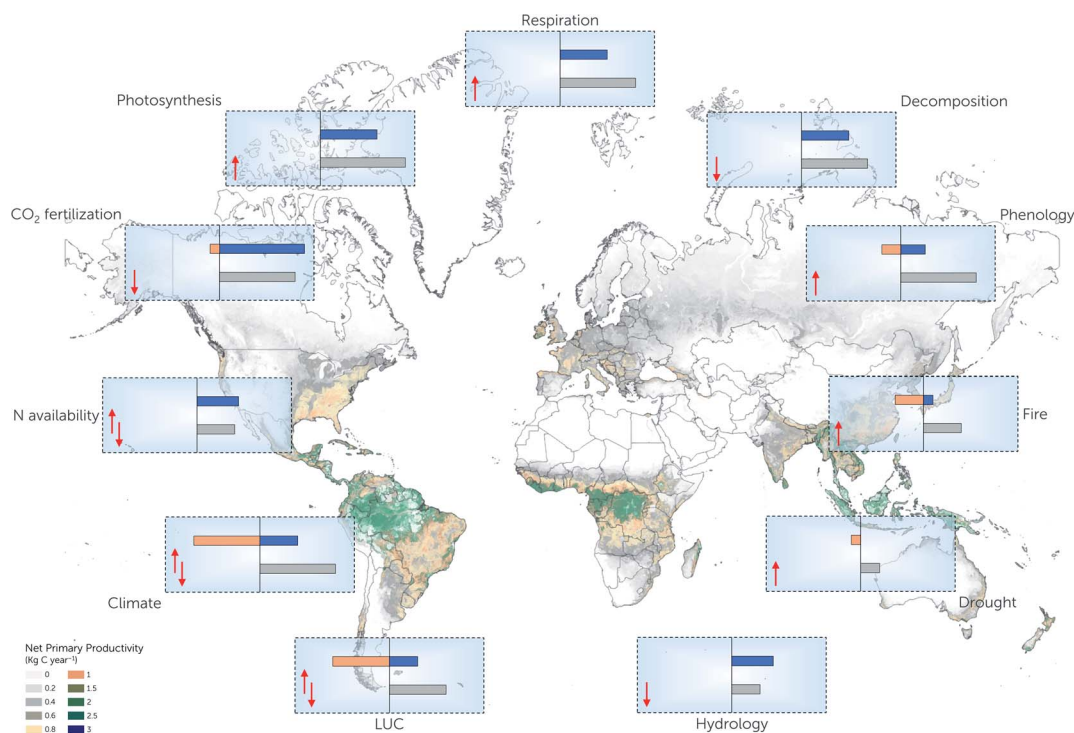 Respiration
Photosynthesis
Decomposition
CO₂ fertilization
Phenology
N availability
Fire
Climate
Drought
LUC
Hydrology
Net Primary Productivity
(Kg C year⁻¹)
0
0.2
0.4
0.6
0.8
1
1.5
2
2.5
3